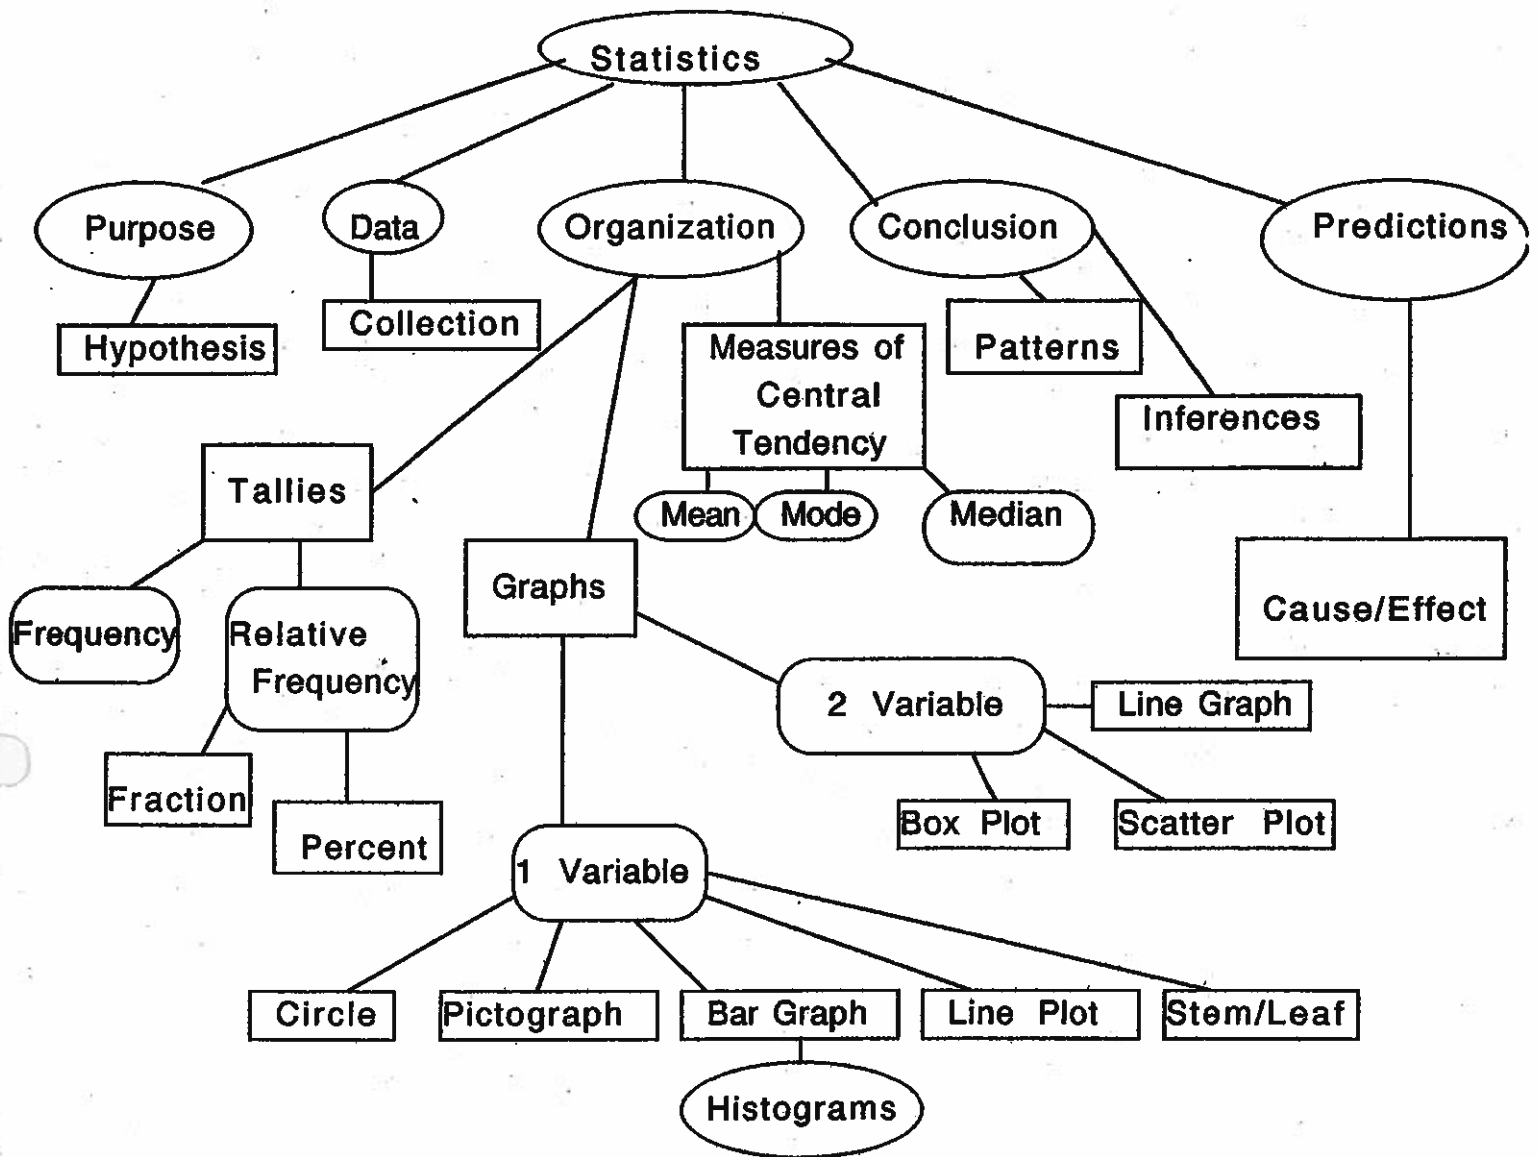 Statistics
Purpose
Data
Organization
Conclusion
Predictions
Hypothesis
Collection
Measures of
Central
Tendency
Patterns
Inferences
Tallies
Mean
Mode
Median
Graphs
Cause/Effect
Frequency
Relative
Frequency
2 Variable
Line Graph
Fraction
Percent
Box Plot
Scatter Plot
1 Variable
Circle
Pictograph
Bar Graph
Line Plot
Stem/Leaf
Histograms